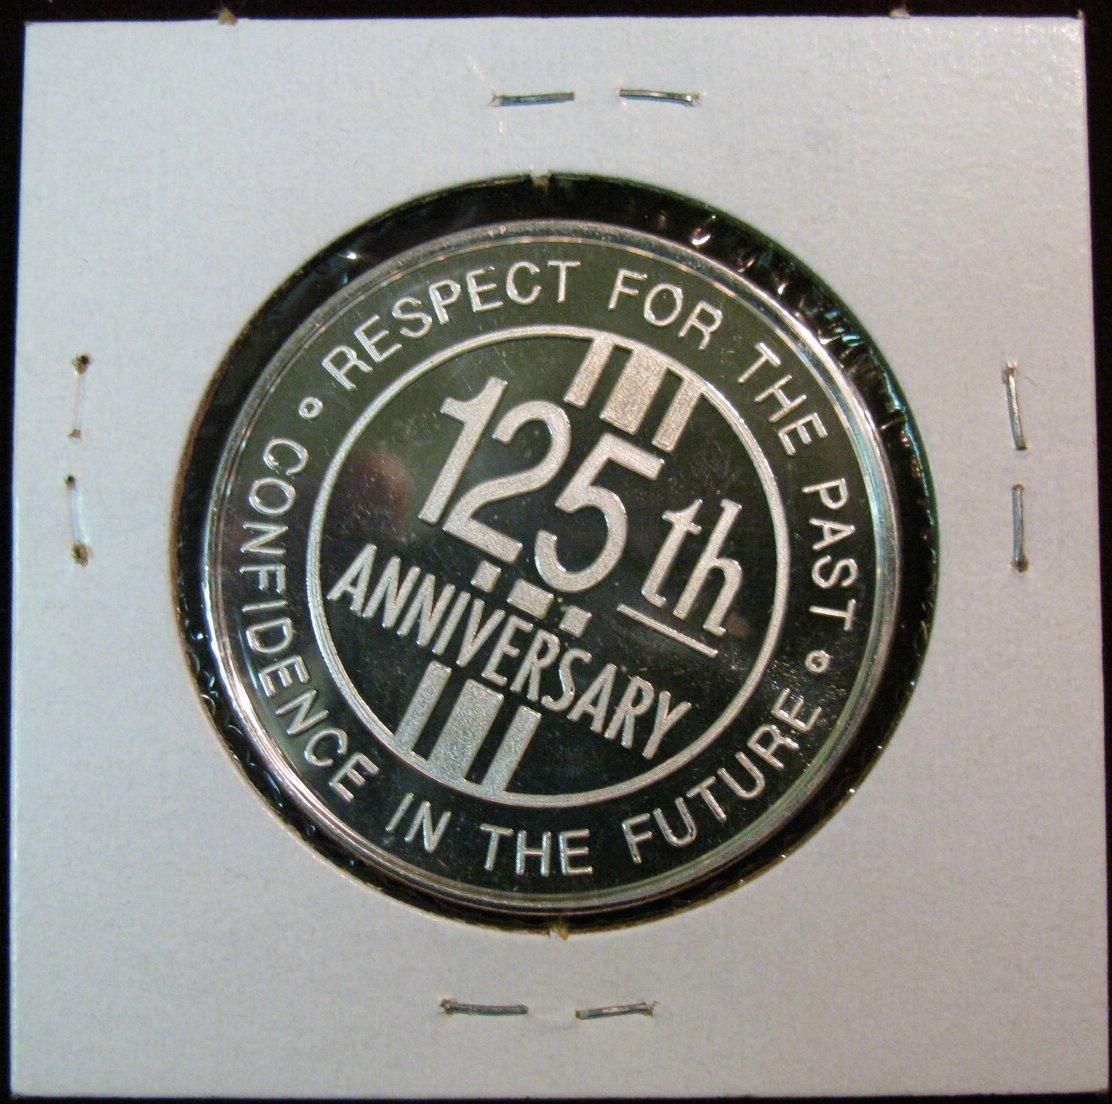 RESPECT FOR THE PAST
125th
ANNiVERSARY
CONFIDENCE IN THE FUTURE